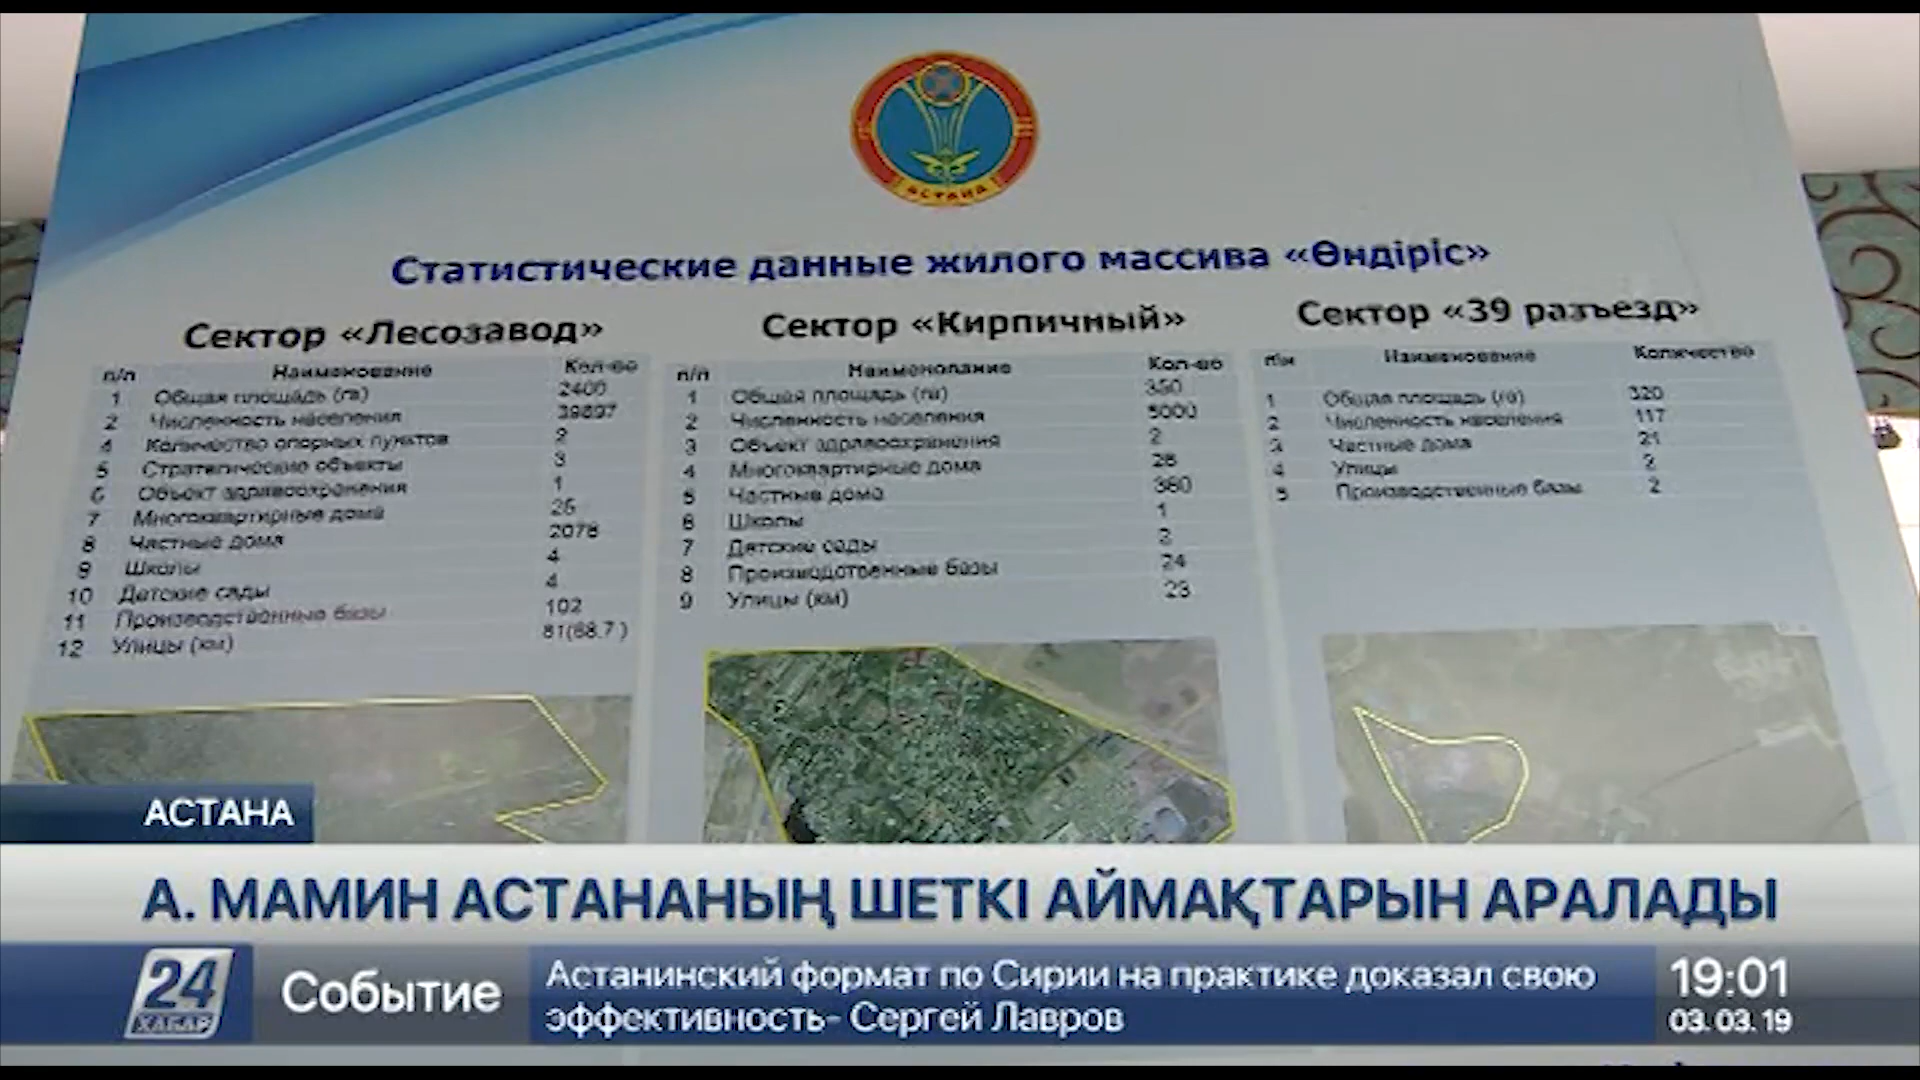 АСТАНА
Статистические данные жилого массива «Өндіріс»
Сектор «Лесозавод»
п/п Наименование Кол-во
1 Общая площадь (га) 2400
2 Численность населения 39897
4 Количество опорных пунктов 2
5 Стратегические объекты 3
6 Объект здравоохранения 1
7 Многоквартирные дома 25
8 Частные дома 2078
9 Школы 4
10 Детские сады 4
11 Производственные базы 102
12 Улицы (км) 81(68.7 )
Сектор «Кирпичный»
п/п Наименование Кол-во
1 Общая площадь (га) 350
2 Численность населения 5000
3 Объект здравоохранения 2
4 Многоквартирные дома 28
5 Частные дома 360
6 Школы 1
7 Детские сады
8 Производственные базы 24
9 Улицы (км) 23
Сектор «39 разъезд»
п/п Наименование Количество
1 Общая площадь (га) 320
2 Численность населения 117
3 Частные дома 21
4 Улицы 2
5 Производственные базы 2
АСТАНА
А. МАМИН АСТАНАНЫҢ ШЕТКІ АЙМАҚТАРЫН АРАЛАДЫ
24 ХАБАР
Событие
Астанинский формат по Сирии на практике доказал свою
эффективность- Сергей Лавров
19:01
03. 03. 19